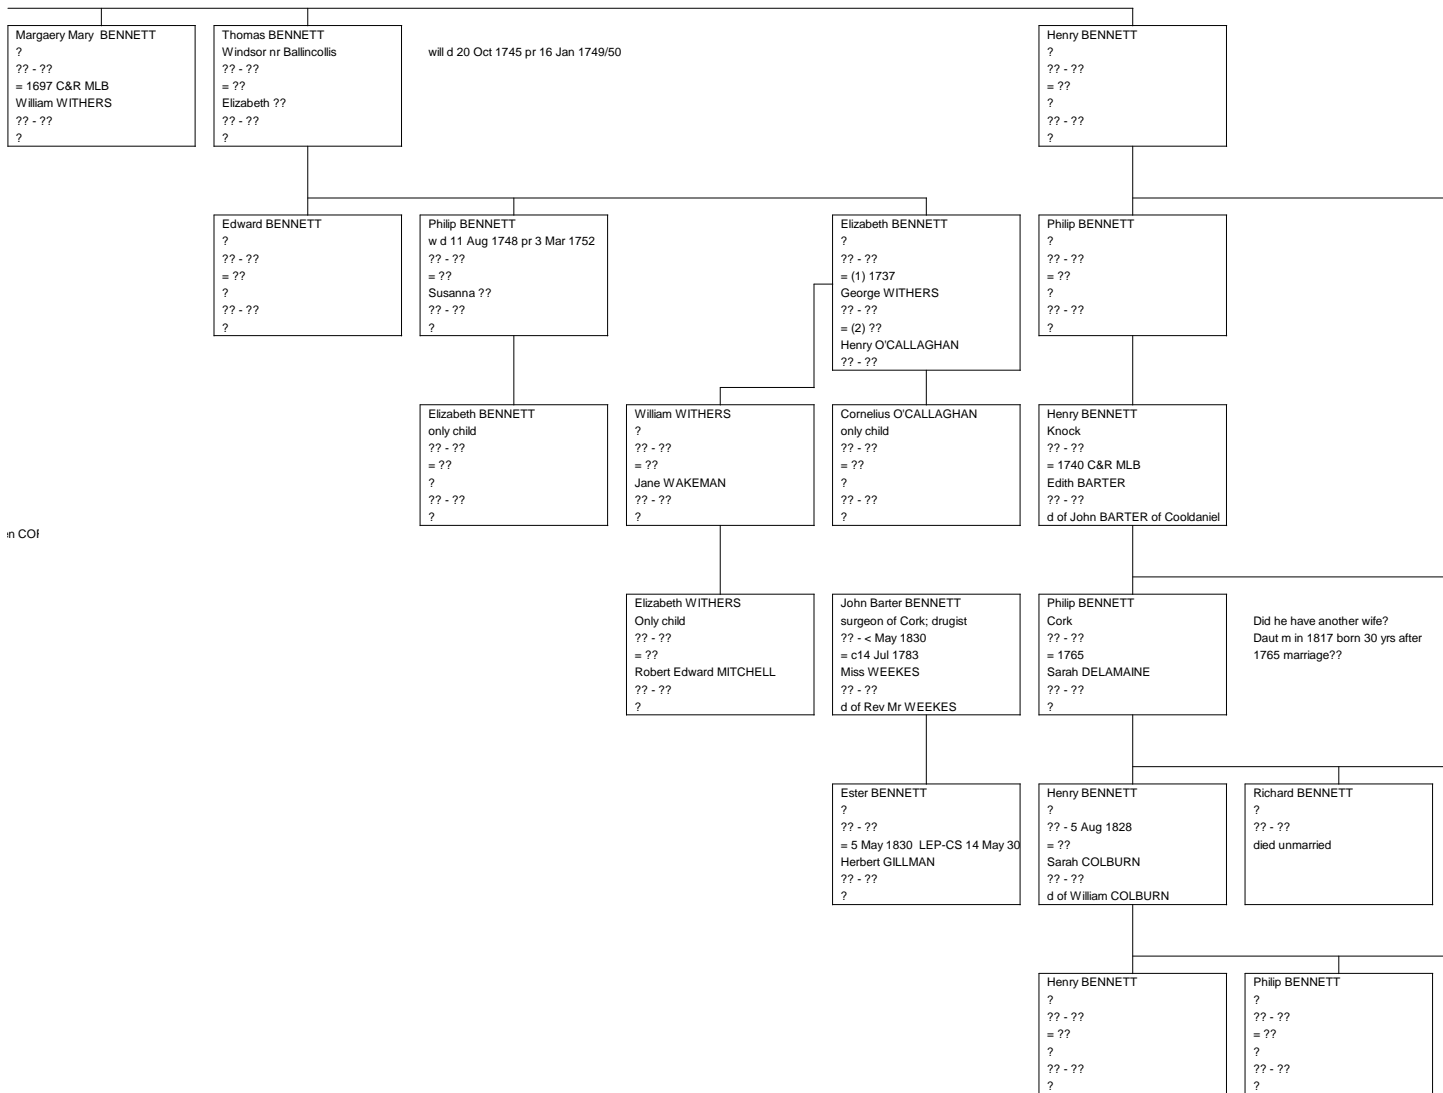 Margaery Mary  BENNETT
?
?? - ??
= 1697 C&R MLB
William WITHERS
?? - ??
?
Thomas BENNETT
Windsor nr Ballincollis
?? - ??
= ??
Elizabeth ??
?? - ??
?
will d 20 Oct 1745 pr 16 Jan 1749/50
Henry BENNETT
?
?? - ??
= ??
?
?? - ??
?
Edward BENNETT
?
?? - ??
= ??
?
?? - ??
?
Philip BENNETT
w d 11 Aug 1748 pr 3 Mar 1752
?? - ??
= ??
Susanna ??
?? - ??
?
Elizabeth BENNETT
?
?? - ??
= (1) 1737
George WITHERS
?? - ??
= (2) ??
Henry O'CALLAGHAN
?? - ??
Philip BENNETT
?
?? - ??
= ??
?
?? - ??
?
Elizabeth BENNETT
only child
?? - ??
= ??
?
?? - ??
?
William WITHERS
?
?? - ??
= ??
Jane WAKEMAN
?? - ??
?
Cornelius O'CALLAGHAN
only child
?? - ??
= ??
?
?? - ??
?
Henry BENNETT
Knock
?? - ??
= 1740 C&R MLB
Edith BARTER
?? - ??
d of John BARTER of Cooldaniel
Elizabeth WITHERS
Only child
?? - ??
= ??
Robert Edward MITCHELL
?? - ??
?
John Barter BENNETT
surgeon of Cork; drugist
?? - < May 1830
= c14 Jul 1783
Miss WEEKES
?? - ??
d of Rev Mr WEEKES
Philip BENNETT
Cork
?? - ??
= 1765
Sarah DELAMAINE
?? - ??
?
Did he have another wife?
Daut m in 1817 born 30 yrs after
1765 marriage??
Ester BENNETT
?
?? - ??
= 5 May 1830  LEP-CS 14 May 30
Herbert GILLMAN
?? - ??
?
Henry BENNETT
?
?? - 5 Aug 1828
= ??
Sarah COLBURN
?? - ??
d of William COLBURN
Richard BENNETT
?
?? - ??
died unmarried
Henry BENNETT
?
?? - ??
= ??
?
?? - ??
?
Philip BENNETT
?
?? - ??
= ??
?
?? - ??
?